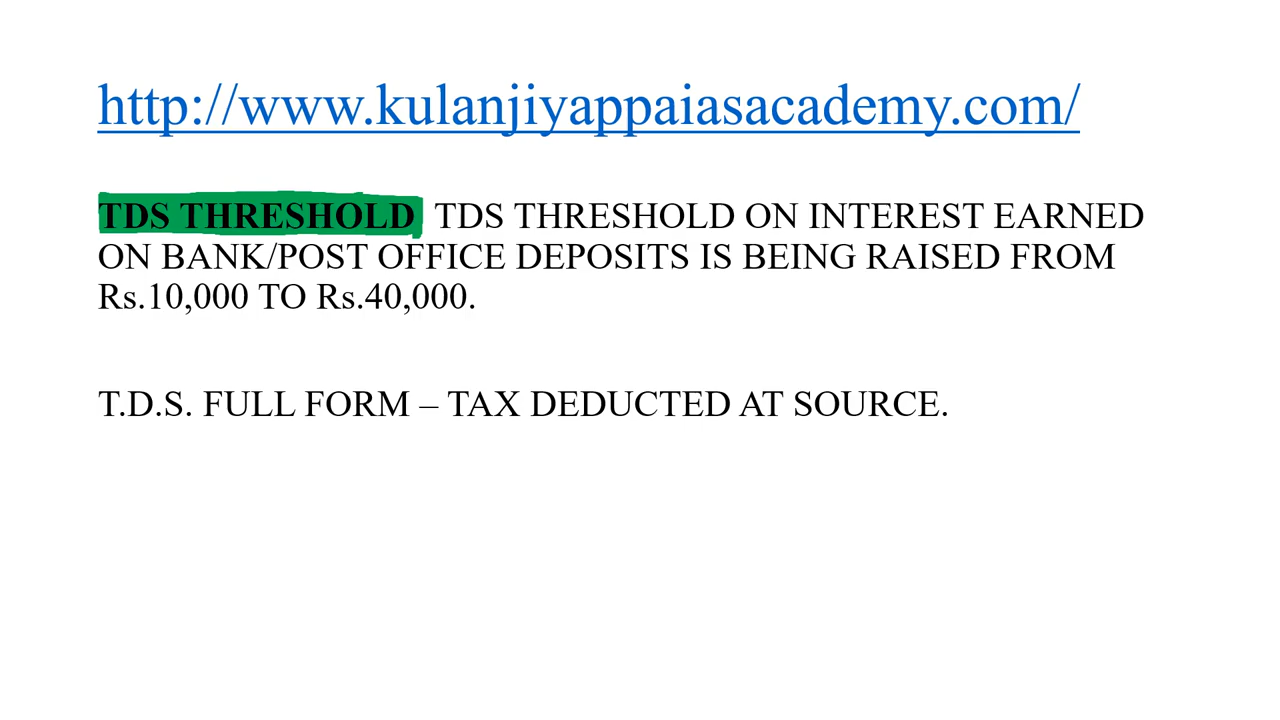 http://www.kulanjiyappaiasacademy.com/
TDS THRESHOLD TDS THRESHOLD ON INTEREST EARNED
ON BANK/POST OFFICE DEPOSITS IS BEING RAISED FROM
Rs.10,000 TO Rs.40,000.
T.D.S. FULL FORM – TAX DEDUCTED AT SOURCE.